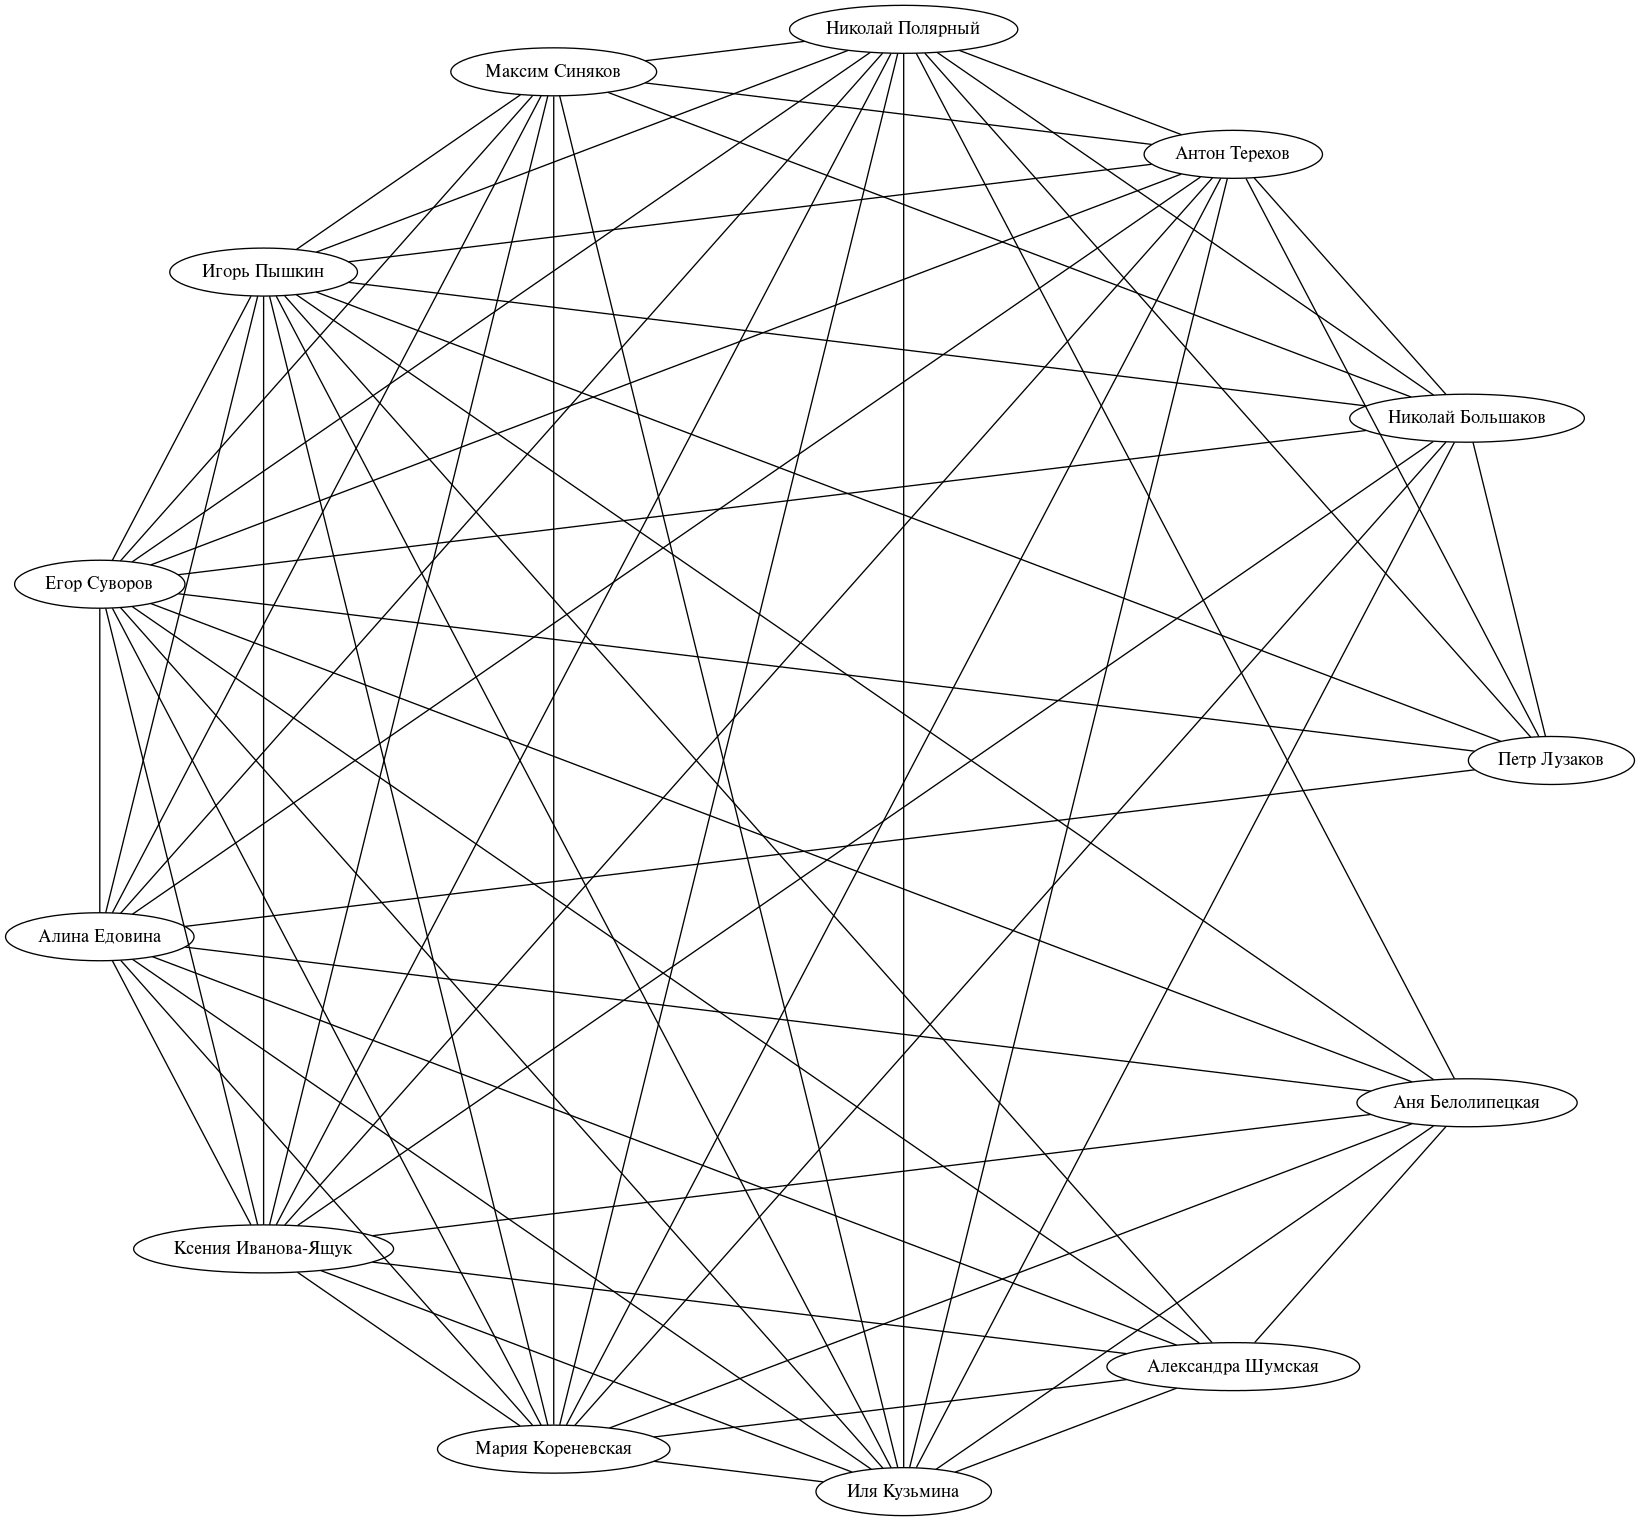 Николай Полярный
Максим Синяков
Антон Терехов
Игорь Пышкин
Николай Большаков
Егор Суворов
Петр Лузаков
Алина Едовина
Аня Белолипецкая
Ксения Иванова-Ящук
Александра Шумская
Мария Кореневская
Иля Кузьмина